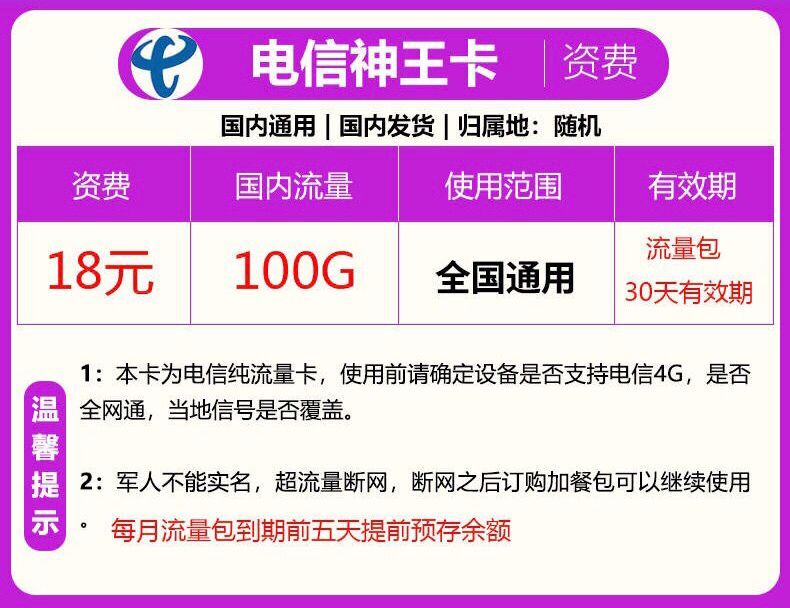 电信神王卡 资费
国内通用 | 国内发货 | 归属地：随机
资费 国内流量 使用范围 有效期
18元 100G 全国通用 流量包
30天有效期
温馨提示
1：本卡为电信纯流量卡，使用前请确定设备是否支持电信4G，是否
全网通，当地信号是否覆盖。
2：军人不能实名，超流量断网，断网之后订购加餐包可以继续使用
。每月流量包到期前五天提前预存余额